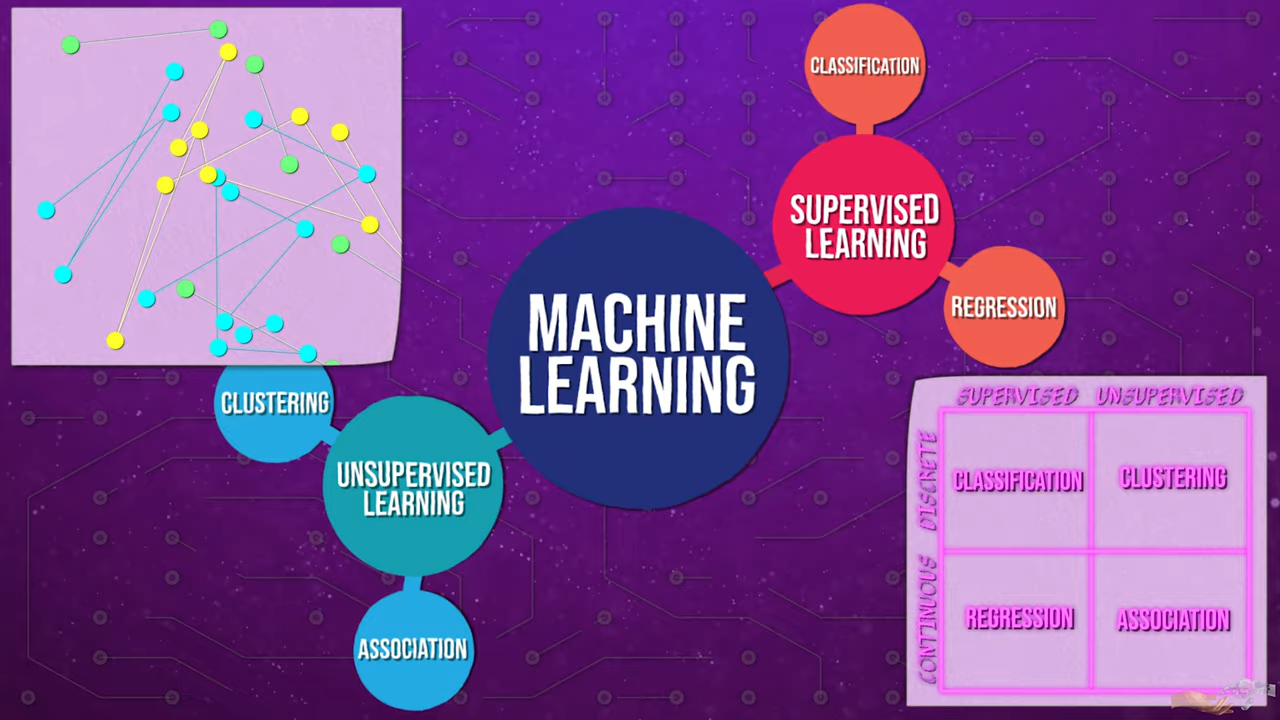 CLASSIFICATION
SUPERVISED
LEARNING
REGRESSION
MACHINE
LEARNING
CLUSTERING
UNSUPERVISED
LEARNING
ASSOCIATION
SUPERVISED UNSUPERVISED
DISCRETE
CLASSIFICATION CLUSTERING
CONTINUOUS
REGRESSION ASSOCIATION